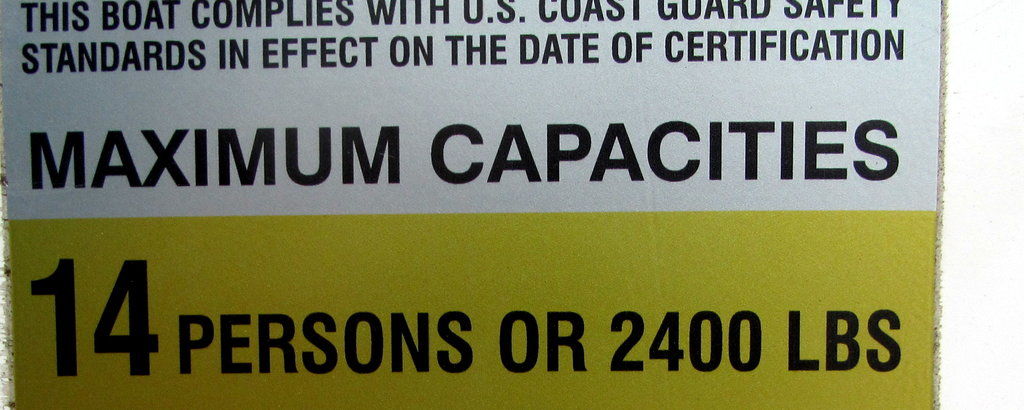 THIS BOAT COMPLIES WITH U.S. COAST GUARD SAFETY
STANDARDS IN EFFECT ON THE DATE OF CERTIFICATION
MAXIMUM CAPACITIES
14 PERSONS OR 2400 LBS